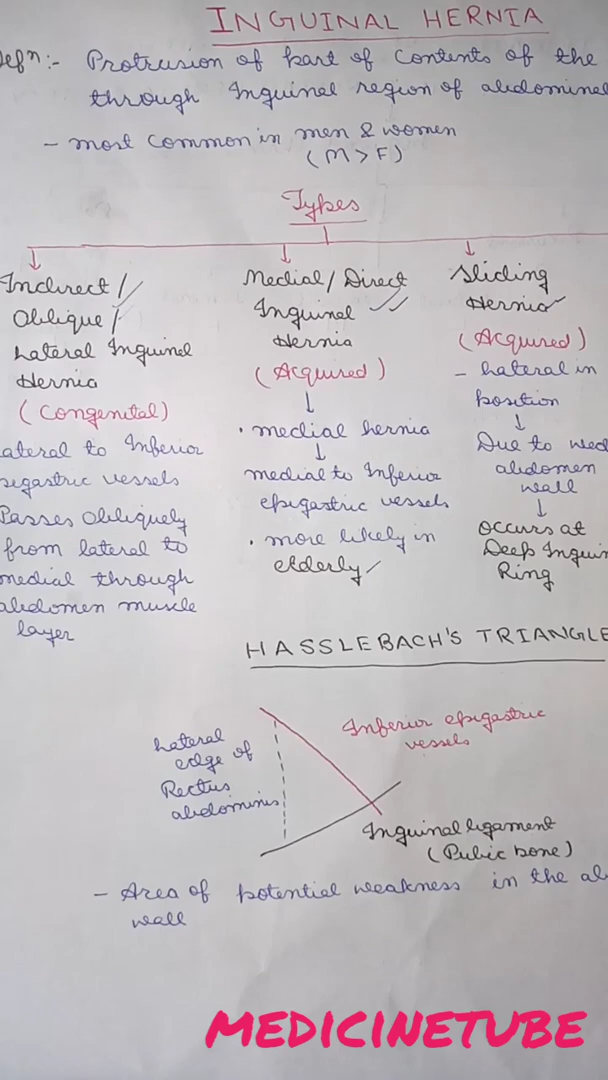 INGUINAL HERNIA
Defⁿ:- Protrusion of part of contents of the
through Inguinal region of abdominal
- most common in men & women
(M > F)
Types
Indirect //
Oblique /
Lateral Inguinal
Hernia
(Congenital)
ateral to Inferior
pigastric vessels
Passes obliquely
from lateral to
medial through
abdomen muscle
layer
Medial / Direct
Inguinal
Hernia
(Acquired)
• medial hernia
medial to Inferior
epigastric vessels
• more likely in
elderly
Sliding
Hernia
(Acquired)
- Lateral in
position
Due to
abdomen
wall
occurs at
Deep Inguin
Ring
HASSLEBACH'S TRIANGLE
Lateral
edge of
Rectus
abdominis
Inferior epigastric
vessels
Inguinal ligament
(Pubic bone)
- Area of potential weakness in the
wall
MEDICINETUBE